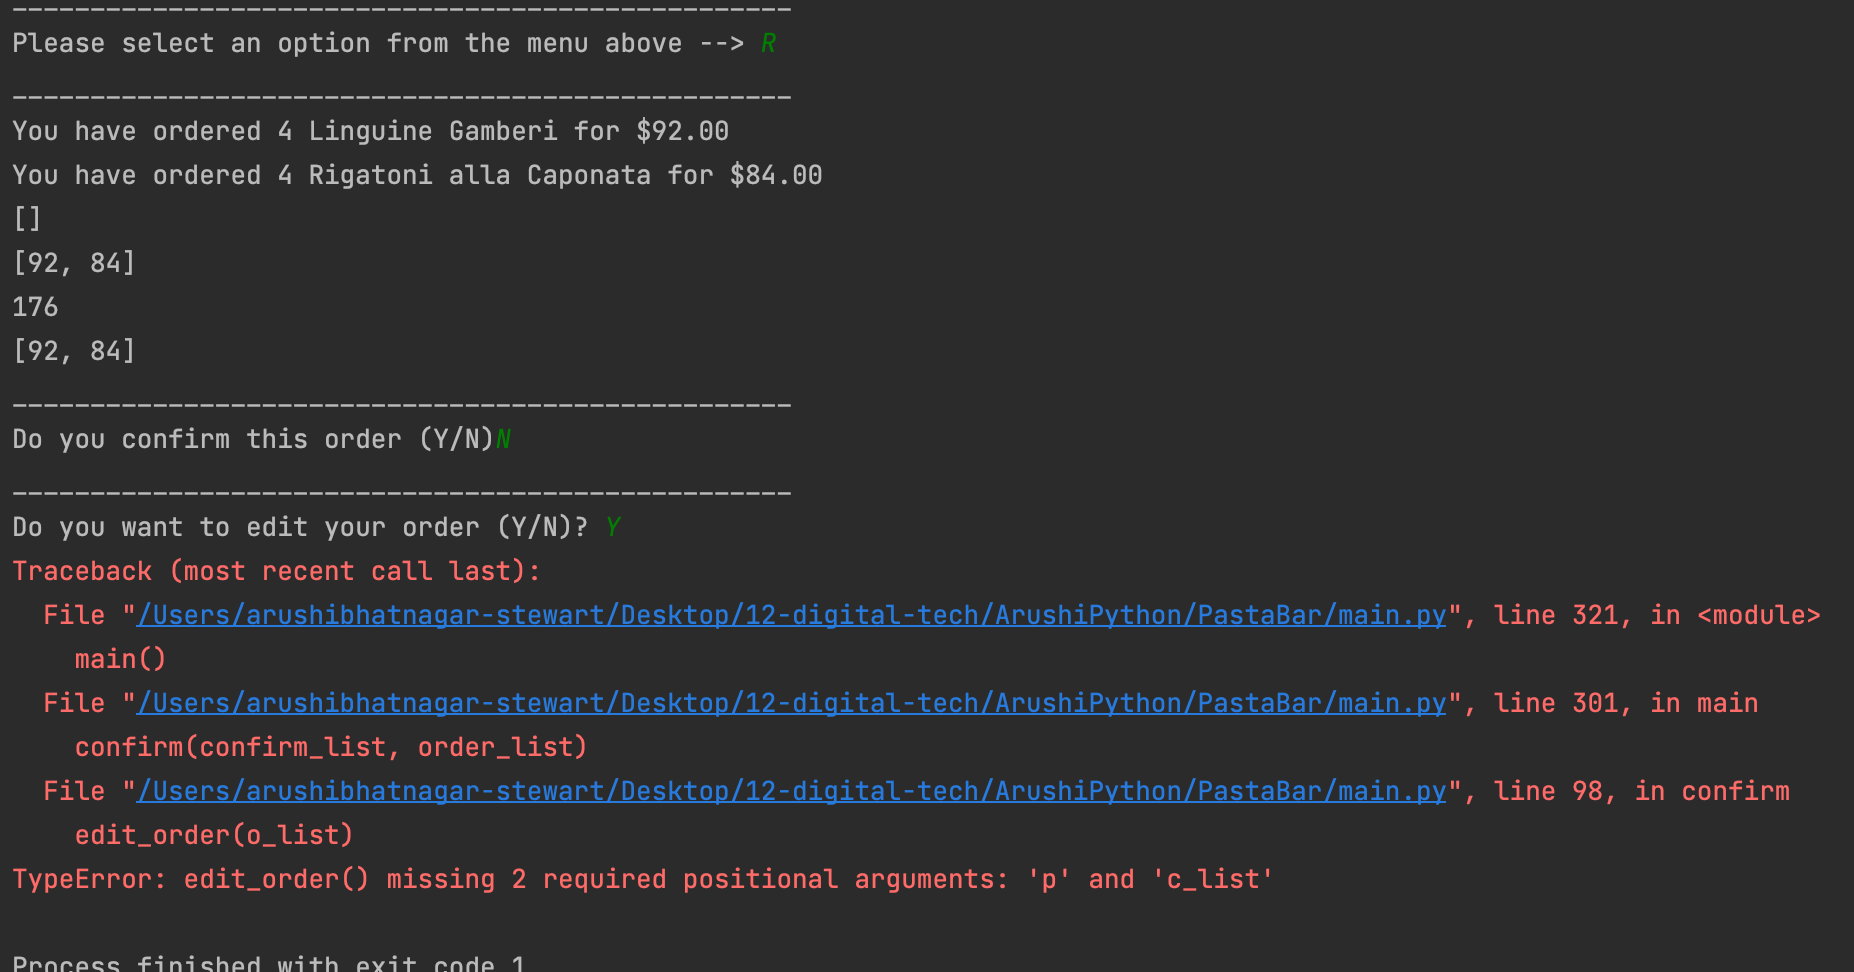 --------------------------------------------------
Please select an option from the menu above --> R
--------------------------------------------------
You have ordered 4 Linguine Gamberi for $92.00
You have ordered 4 Rigatoni alla Caponata for $84.00
[]
[92, 84]
176
[92, 84]
--------------------------------------------------
Do you confirm this order (Y/N)N
--------------------------------------------------
Do you want to edit your order (Y/N)? Y
Traceback (most recent call last):
  File "/Users/arushibhatnagar-stewart/Desktop/12-digital-tech/ArushiPython/PastaBar/main.py", line 321, in <module>
    main()
  File "/Users/arushibhatnagar-stewart/Desktop/12-digital-tech/ArushiPython/PastaBar/main.py", line 301, in main
    confirm(confirm_list, order_list)
  File "/Users/arushibhatnagar-stewart/Desktop/12-digital-tech/ArushiPython/PastaBar/main.py", line 98, in confirm
    edit_order(o_list)
TypeError: edit_order() missing 2 required positional arguments: 'p' and 'c_list'
Process finished with exit code 1